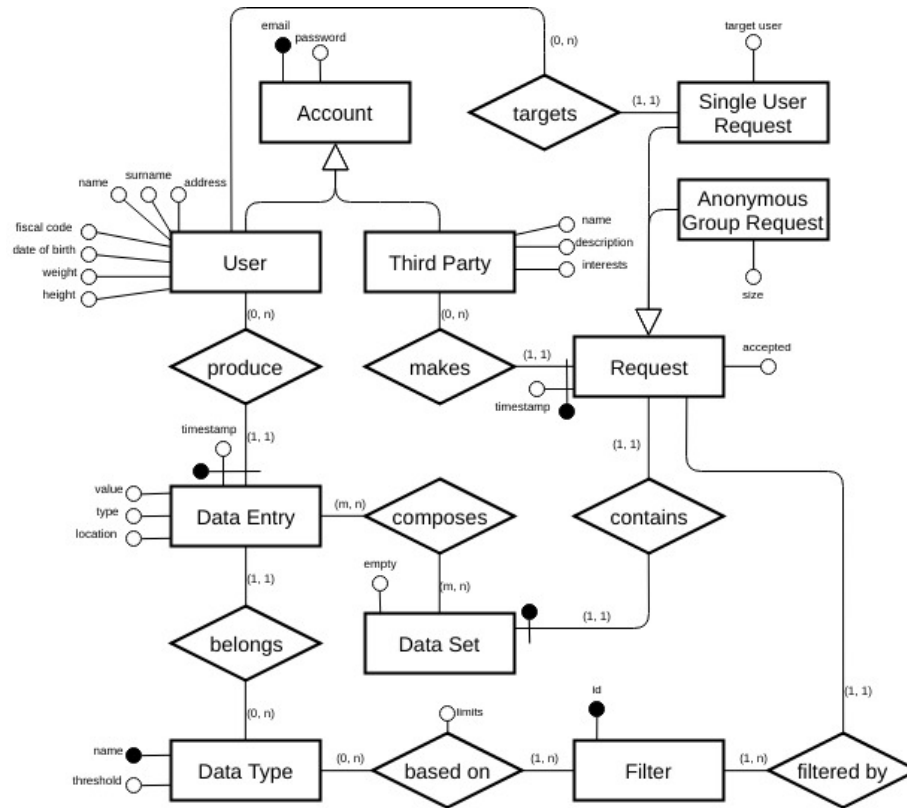 email
password
(0, n)
target user
Account
targets
(1, 1)
Single User
Request
name
surname
address
fiscal code
date of birth
weight
height
User
Third Party
name
description
interests
Anonymous
Group Request
size
(0, n)
(0, n)
produce
makes
(1, 1)
Request
accepted
timestamp
timestamp
(1, 1)
(1, 1)
value
type
location
Data Entry
(m, n)
composes
contains
(1, 1)
empty
(m, n)
(1, 1)
belongs
Data Set
(0, n)
id
(1, 1)
limits
name
threshold
Data Type
(0, n)
based on
(1, n)
Filter
(1, n)
filtered by